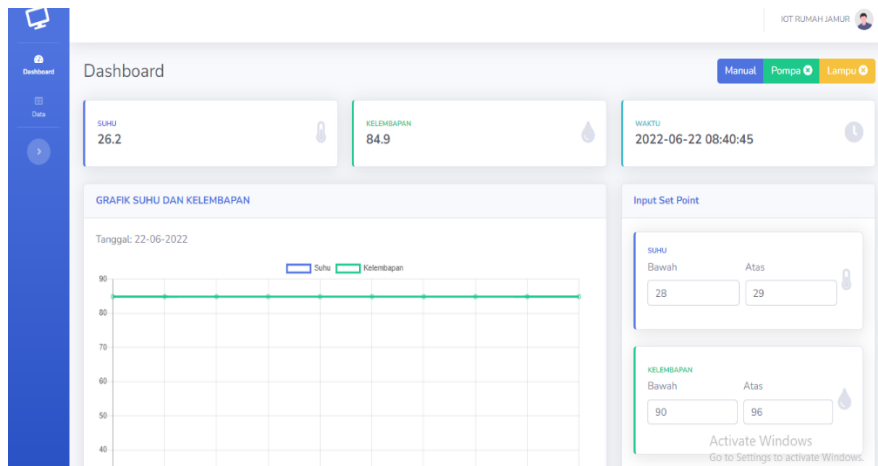 IOT RUMAH JAMUR
Dashboard
Data
Dashboard
Manual Pompa Lampu
SUHU
26.2
KELEMBAPAN
84.9
WAKTU
2022-06-22 08:40:45
GRAFIK SUHU DAN KELEMBAPAN
Tanggal: 22-06-2022
Suhu Kelembapan
90
80
70
60
50
40
Input Set Point
SUHU
Bawah Atas
28 29
KELEMBAPAN
Bawah Atas
90 96
Activate Windows
Go to Settings to activate Windows.